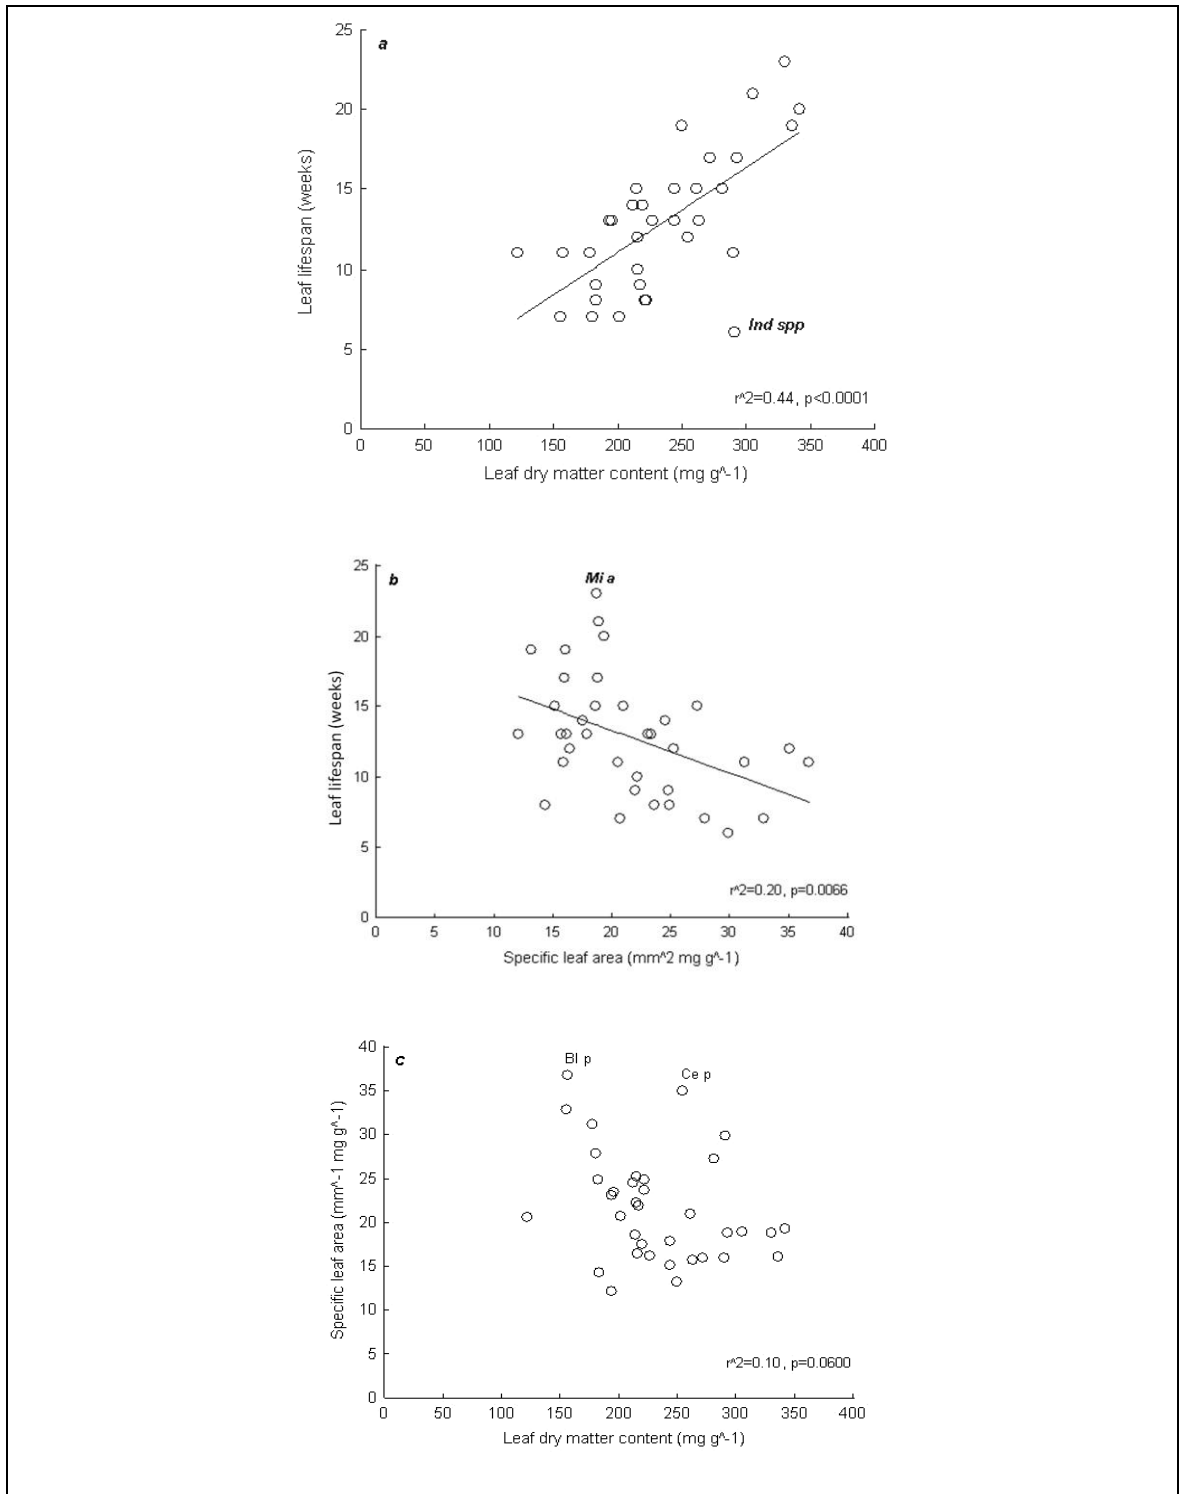 25
a
20
15
10
5
0
Leaf lifespan (weeks)
Ind spp
r^2=0.44, p<0.0001
0 50 100 150 200 250 300 350 400
Leaf dry matter content (mg g^-1)
25
b
Mi a
20
15
10
5
0
Leaf lifespan (weeks)
r^2=0.20, p=0.0066
0 5 10 15 20 25 30 35 40
Specific leaf area (mm^2 mg g^-1)
40
c
Bl p
Ce p
35
30
25
20
15
10
5
0
Specific leaf area (mm^-1 mg g^-1)
r^2=0.10, p=0.0600
0 50 100 150 200 250 300 350 400
Leaf dry matter content (mg g^-1)